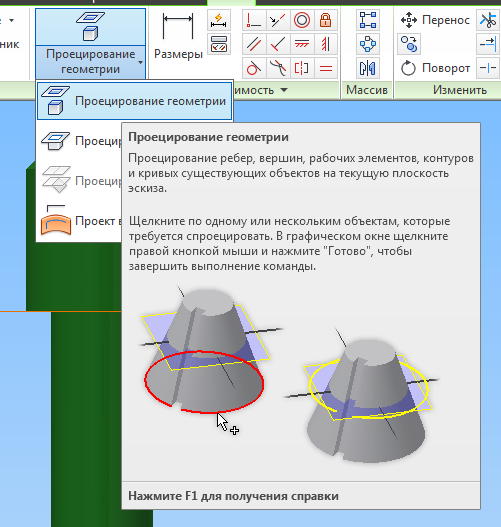 Проецирование
геометрии
Размеры
Перенос
Поворот
ник
имость
Массив
Изменить
Проецирование геометрии
Проецир
Проецир
Проект в
Проецирование геометрии
Проецирование ребер, вершин, рабочих элементов, контуров
и кривых существующих объектов на текущую плоскость
эскиза.
Щелкните по одному или нескольким объектам, которые
требуется спроецировать. В графическом окне щелкните
правой кнопкой мыши и нажмите "Готово", чтобы
завершить выполнение команды.
Нажмите F1 для получения справки